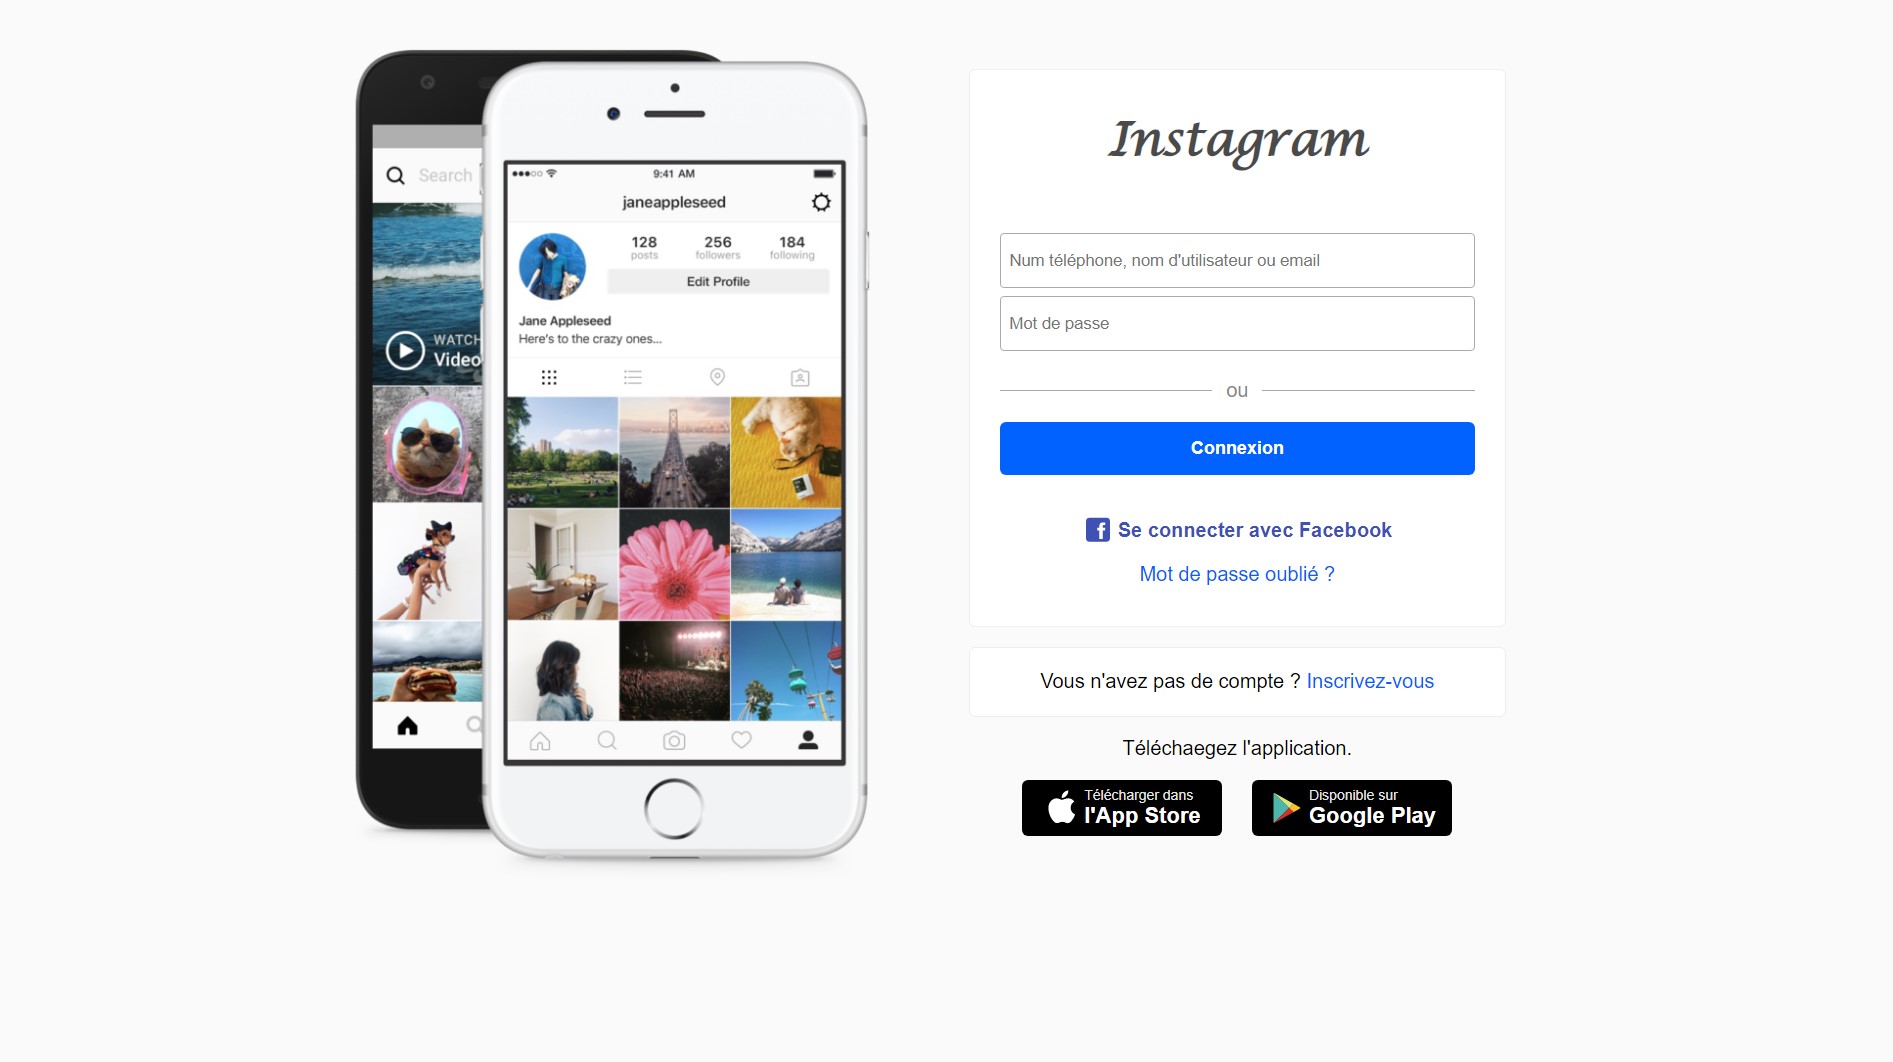 Search
WATCH
Video
9:41 AM
janeappleseed
128
256
184
posts
followers
following
Edit Profile
Jane Appleseed
Here's to the crazy ones...
Instagram
Num téléphone, nom d'utilisateur ou email
Mot de passe
ou
Connexion
Se connecter avec Facebook
Mot de passe oublié ?
Vous n'avez pas de compte ? Inscrivez-vous
Téléchaegez l'application.
Télécharger dans
l'App Store
Disponible sur
Google Play